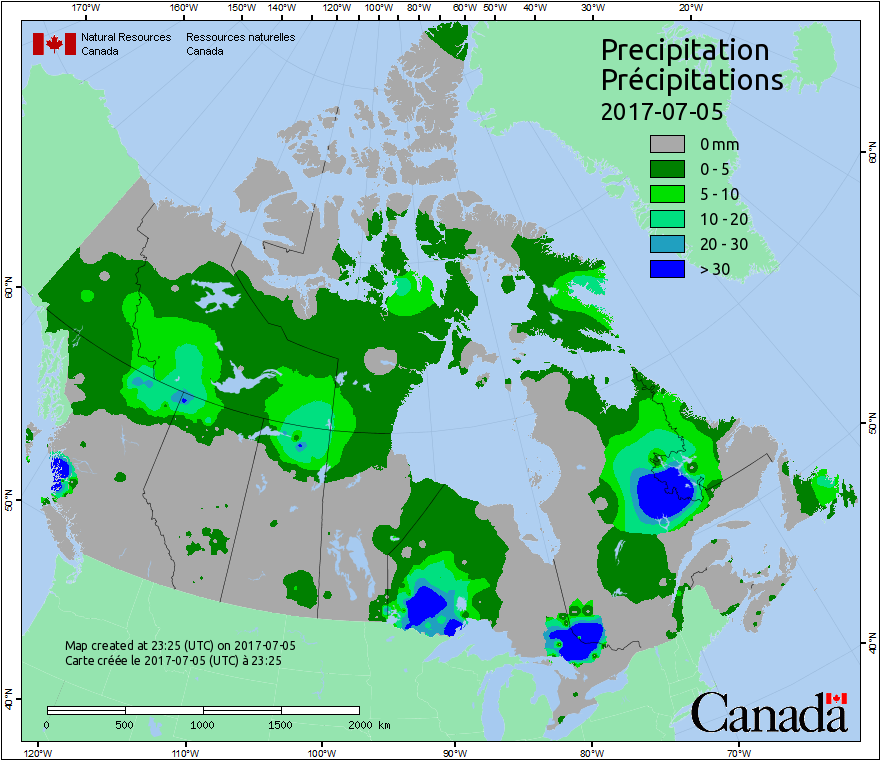 170°W 160°W 150°W 140°W 130°W 120°W 110°W 100°W 90°W 80°W 60°W 50°W 40°W 30°W 20°W
Natural Resources Ressources naturelles
Canada Canada
Precipitation
Précipitations
2017-07-05
0 mm
0 - 5
5 - 10
10 - 20
20 - 30
> 30
60°N
60°N
50°N
50°N
40°N
40°N
Map created at 23:25 (UTC) on 2017-07-05
Carte créée le 2017-07-05 (UTC) à 23:25
0 500 1000 1500 2000 km
Canada
120°W 110°W 100°W 90°W 80°W 70°W